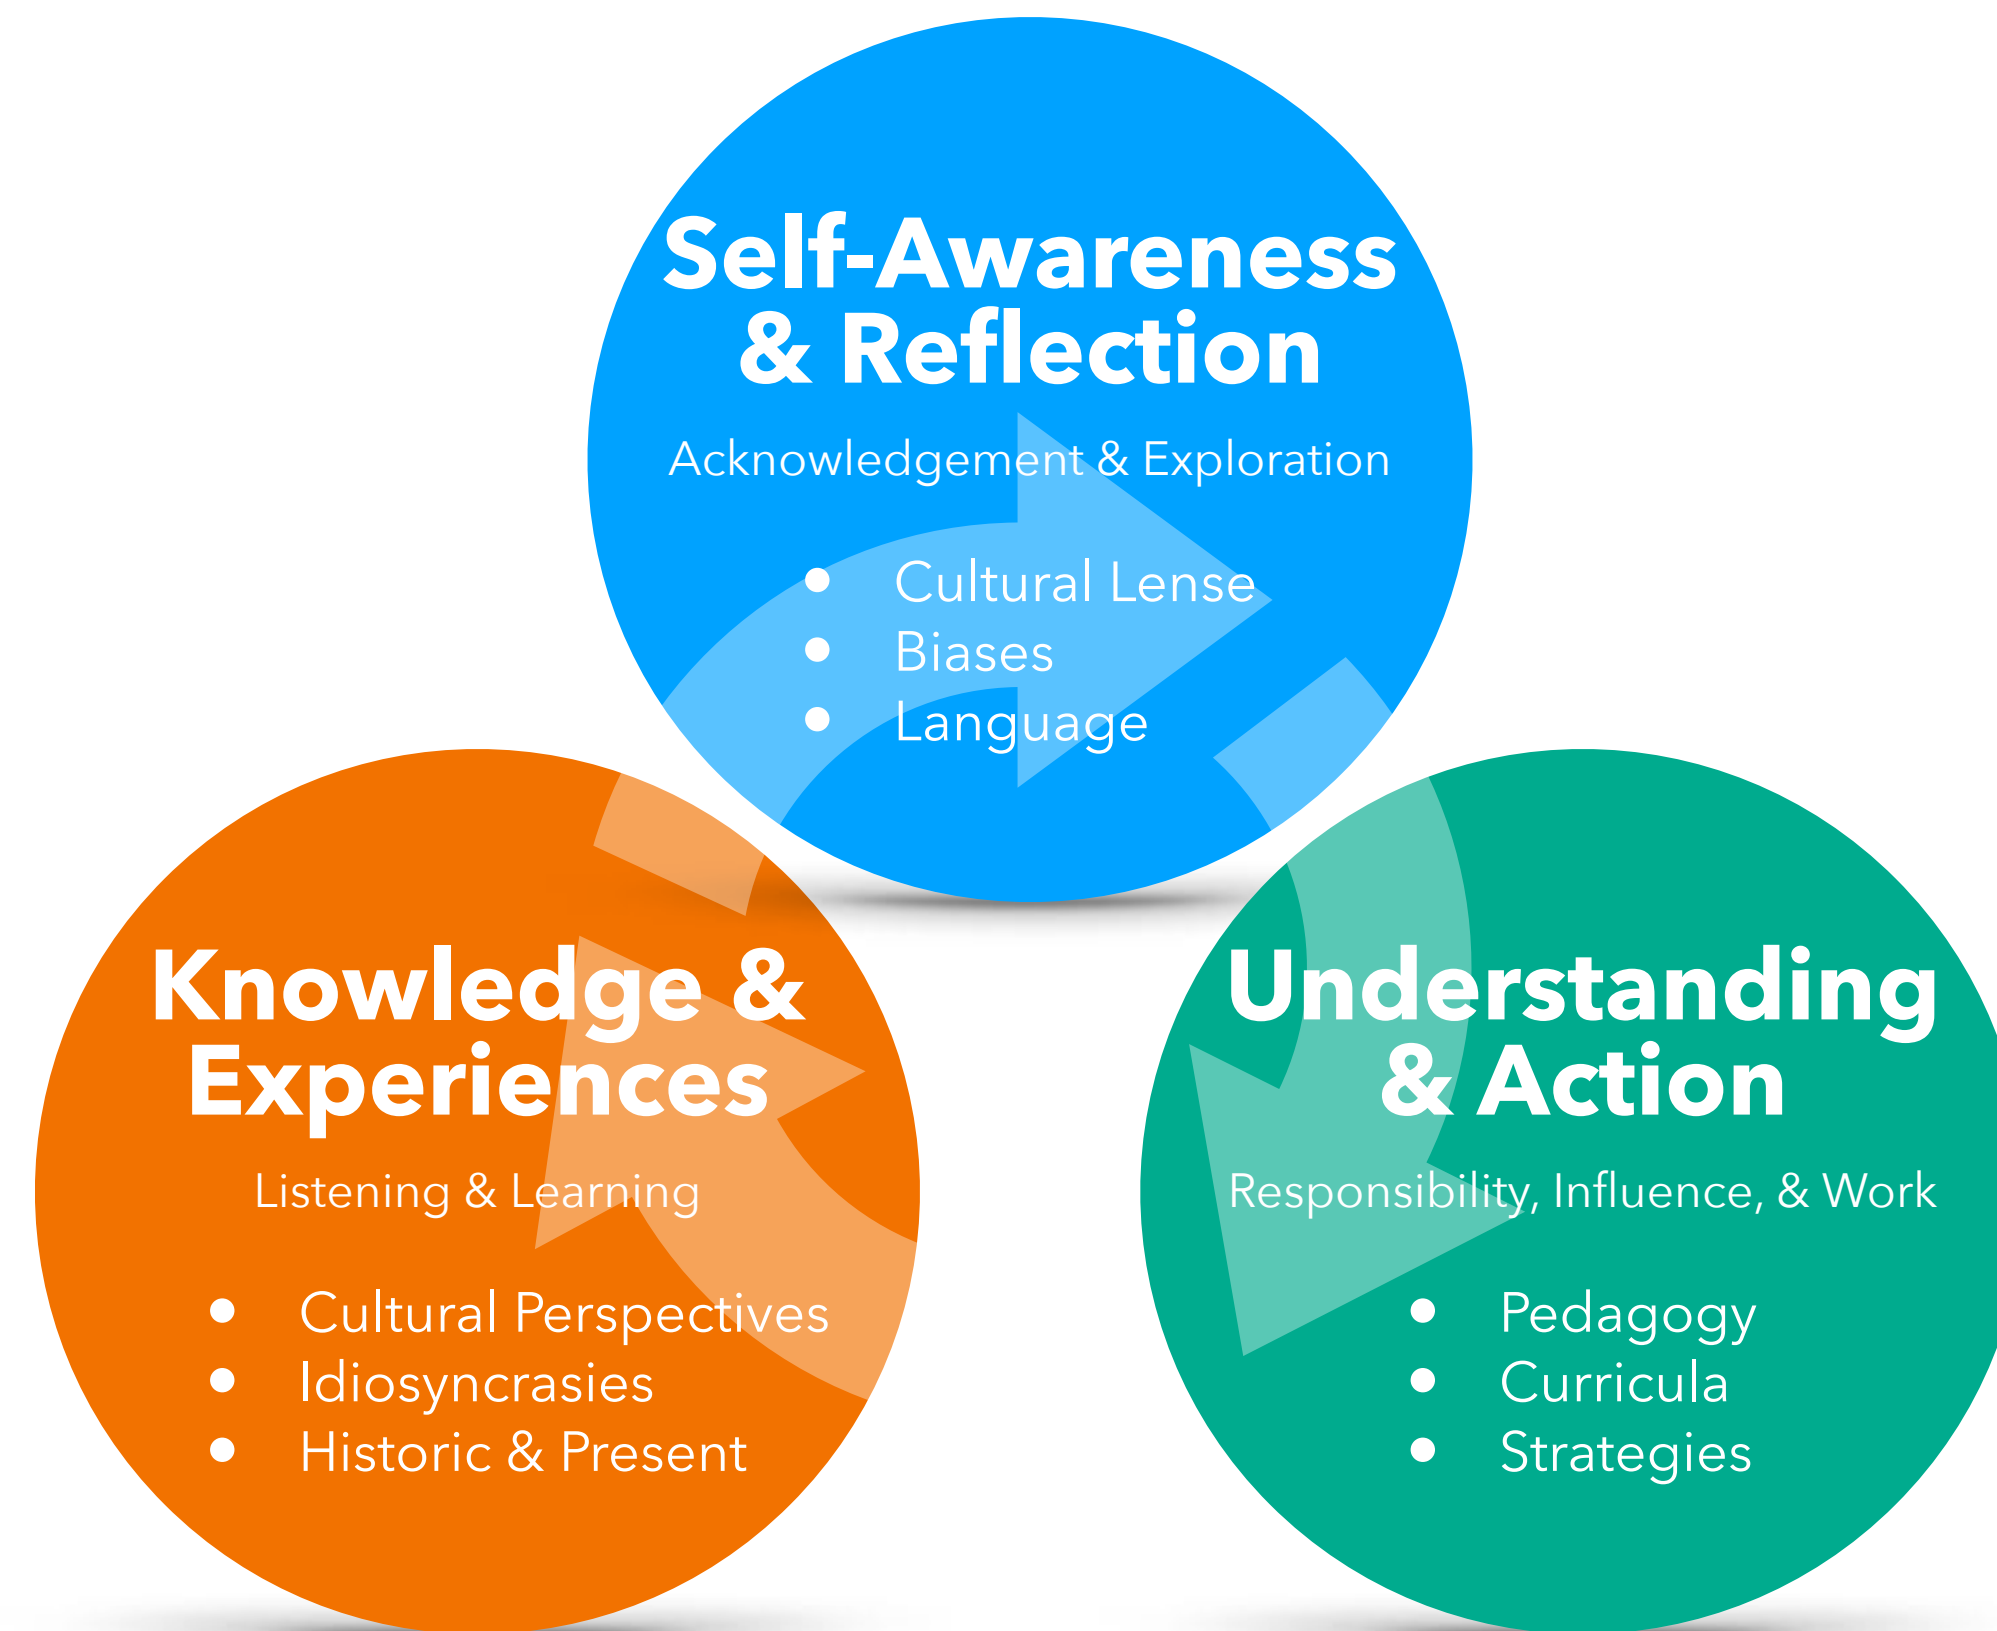 Self-Awareness
& Reflection
Acknowledgement & Exploration
• Cultural Lense
• Biases
• Language
Knowledge &
Experiences
Listening & Learning
• Cultural Perspectives
• Idiosyncrasies
• Historic & Present
Understanding
& Action
Responsibility, Influence, & Work
• Pedagogy
• Curricula
• Strategies